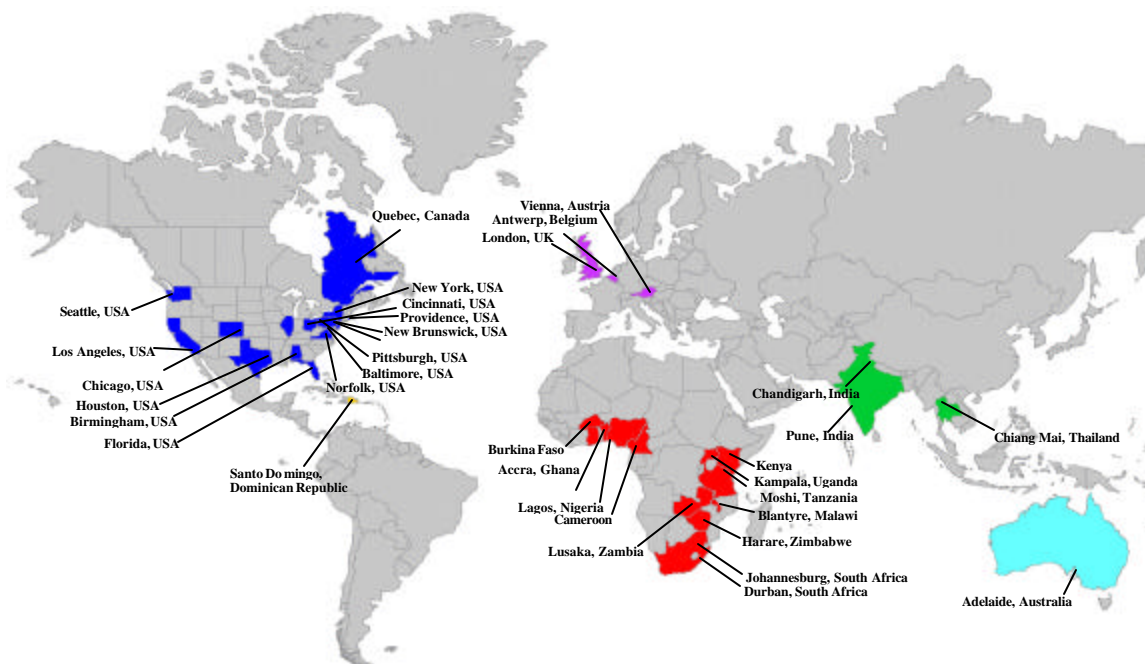 Quebec, Canada
Seattle, USA
Los Angeles, USA
Chicago, USA
Houston, USA
Birmingham, USA
Florida, USA
New York, USA
Cincinnati, USA
Providence, USA
New Brunswick, USA
Pittsburgh, USA
Baltimore, USA
Norfolk, USA
Santo Domingo,
Dominican Republic
Vienna, Austria
Antwerp, Belgium
London, UK
Burkina Faso
Accra, Ghana
Lagos, Nigeria
Cameroon
Lusaka, Zambia
Kenya
Kampala, Uganda
Moshi, Tanzania
Blantyre, Malawi
Harare, Zimbabwe
Johannesburg, South Africa
Durban, South Africa
Chandigarh, India
Pune, India
Chiang Mai, Thailand
Adelaide, Australia